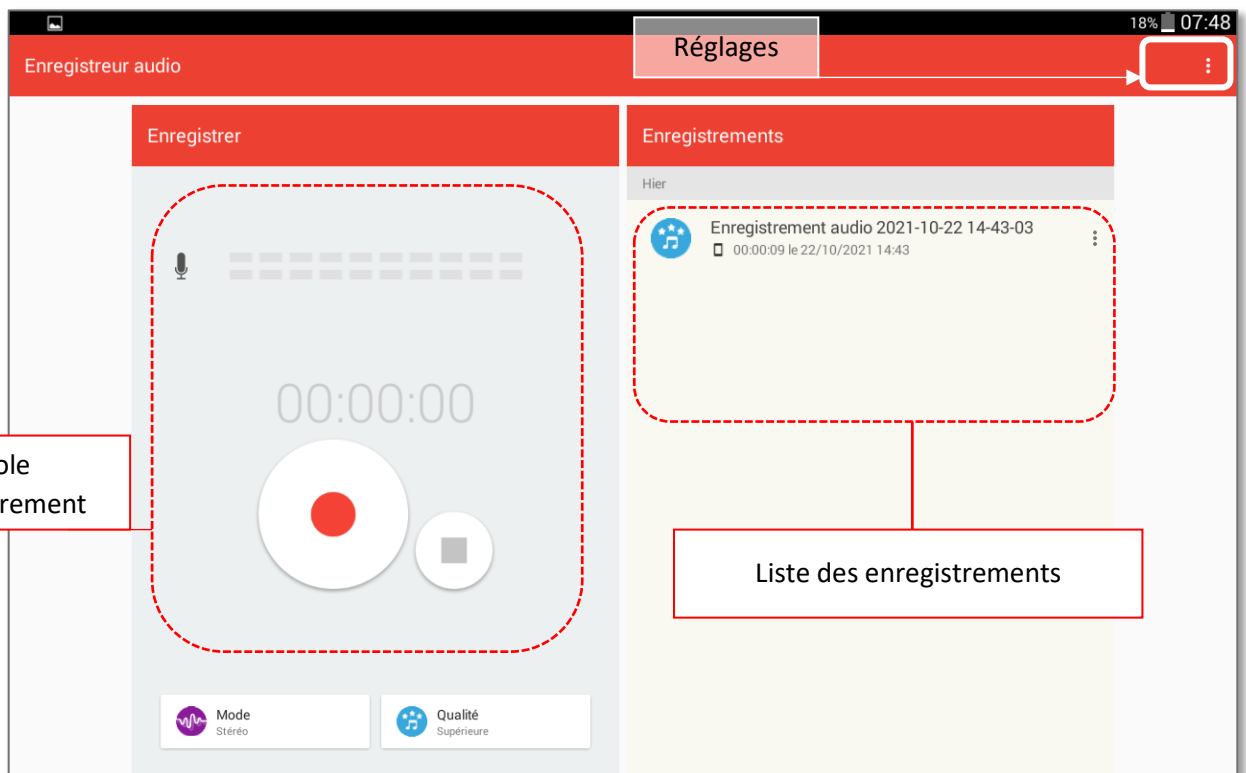 18% 07:48
Réglages
Enregistreur audio
Enregistrer
00:00:00
Mode
Stéréo
Qualité
Supérieure
ole
rement
Enregistrements
Hier
Enregistrement audio 2021-10-22 14-43-03
00:00:09 le 22/10/2021 14:43
Liste des enregistrements